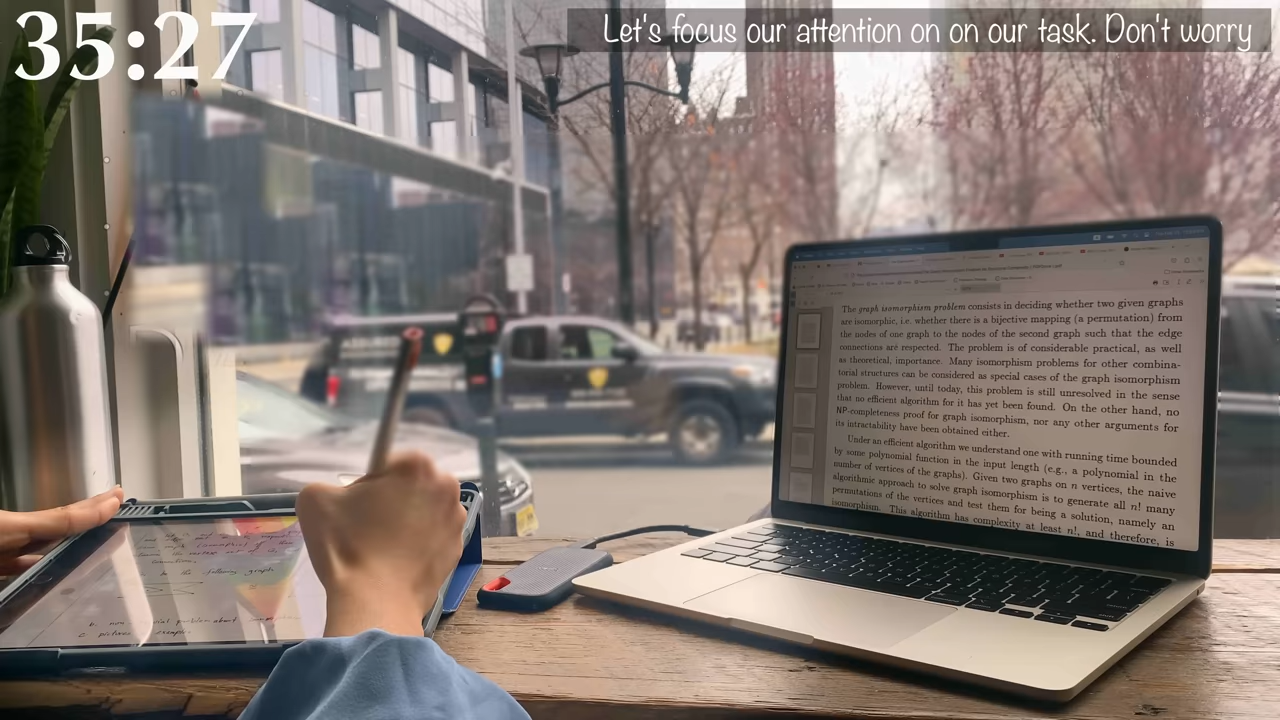 35:27
Let's focus our attention on on our task. Don't worry
The graph isomorphism problem consists in deciding whether two given graphs
are isomorphic, i.e. whether there is a bijective mapping (a permutation) from
the nodes of one graph to the nodes of the second graph such that the edge
connections are respected. The problem is of considerable practical, as well
as theoretical, importance. Many isomorphism problems for other combina-
torial structures can be considered as special cases of the graph isomorphism
problem. However, until today, this problem is still unresolved in the sense
that no efficient algorithm for it has yet been found. On the other hand, no
NP-completeness proof for graph isomorphism, nor any other arguments for
its intractability have been obtained either.
Under an efficient algorithm we understand one with running time bounded
by some polynomial function in the input length (e.g., a polynomial in the
number of vertices of the graphs). Given two graphs on n vertices, the naive
algorithmic approach to solve graph isomorphism is to generate all n! many
permutations of the vertices and test them for being a solution, namely an
isomorphism. This algorithm has complexity at least n!, and therefore, is
the following graph